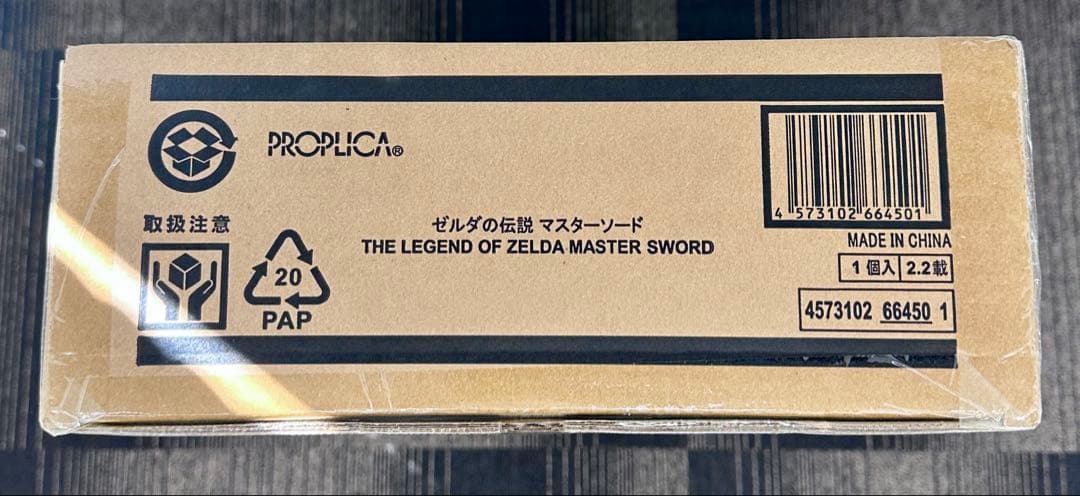 PROPLICA®
取扱注意
20
PAP
ゼルダの伝説 マスターソード
THE LEGEND OF ZELDA MASTER SWORD
4 573102 664501
MADE IN CHINA
1個入 2.2載
4573102 66450 1